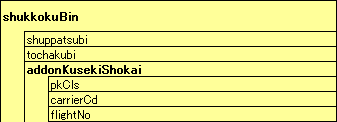 shukkokuBin
shuppatsubi
tochakubi
addonKusekiShokai
pkCls
carrierCd
flightNo